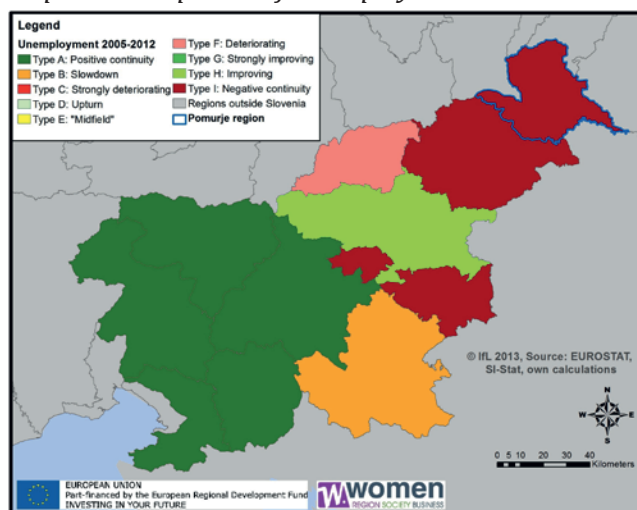 Legend
Unemployment 2005-2012
Type A: Positive continuity
Type B: Slowdown
Type C: Strongly deteriorating
Type D: Upturn
Type E: "Midfield"
Type F: Deteriorating
Type G: Strongly improving
Type H: Improving
Type I: Negative continuity
Regions outside Slovenia
Pomurje region
© IfL 2013, Source: EUROSTAT,
SI-Stat, own calculations
N
W
E
S
0 5 10 20 30 40
Kilometers
EUROPEAN UNION
Part-financed by the European Regional Development Fund
INVESTING IN YOUR FUTURE
W.women
REGION SOCIETY BUSINESS